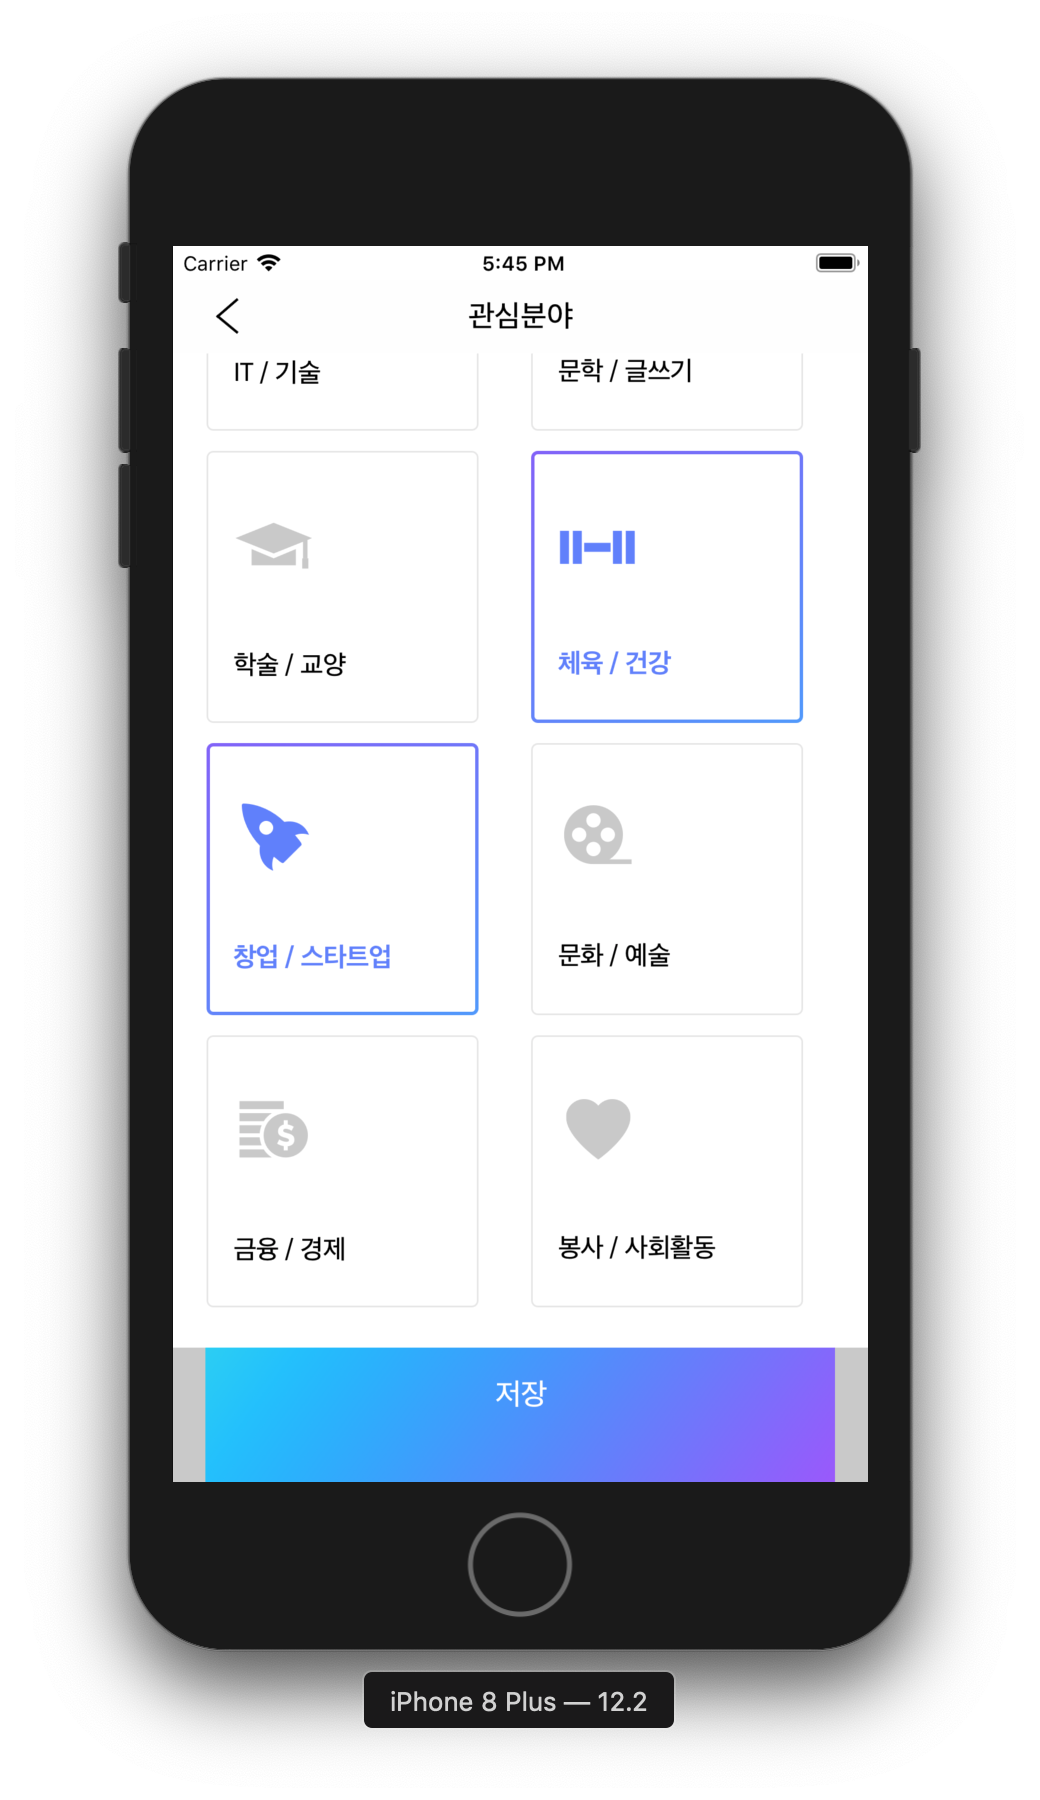 Carrier 5:45 PM
관심분야
IT / 기술 문학 / 글쓰기
학술 / 교양 체육 / 건강
창업 / 스타트업 문화 / 예술
$
금융 / 경제 봉사 / 사회활동
저장
iPhone 8 Plus — 12.2